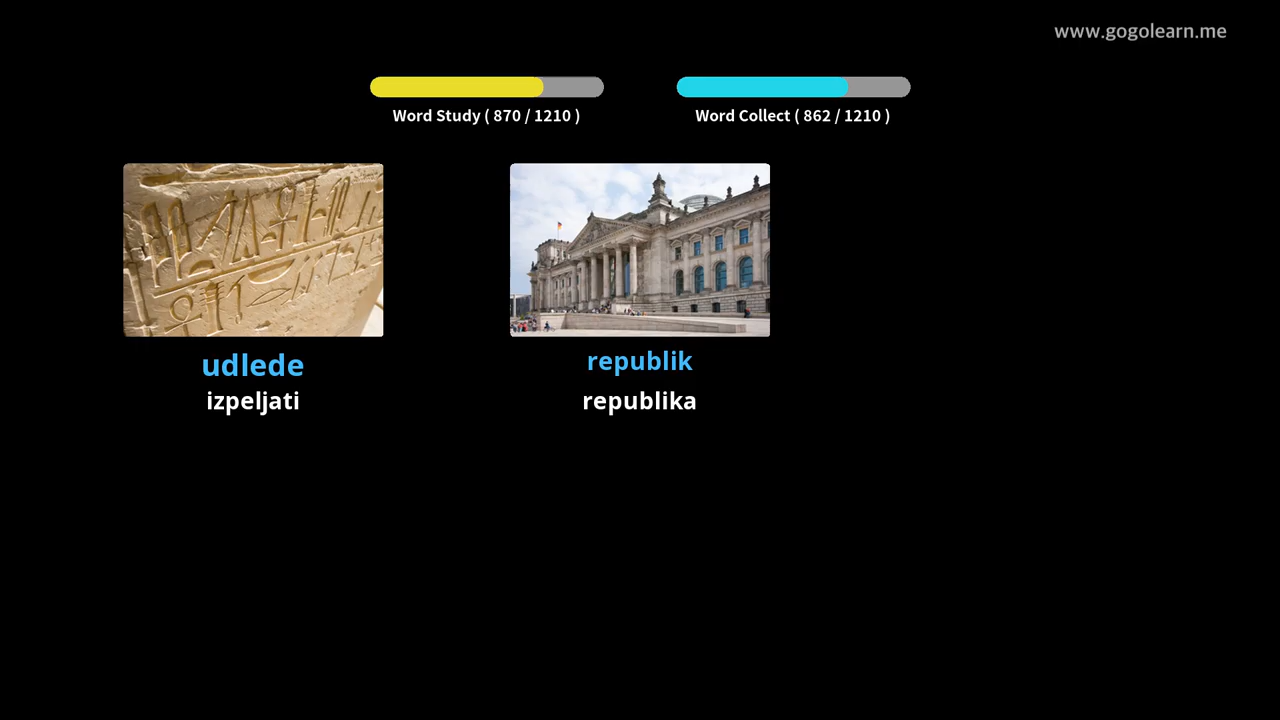 www.gogolearn.me
Word Study ( 870 / 1210 )
Word Collect ( 862 / 1210 )
udlede
izpeljati
republik
republika